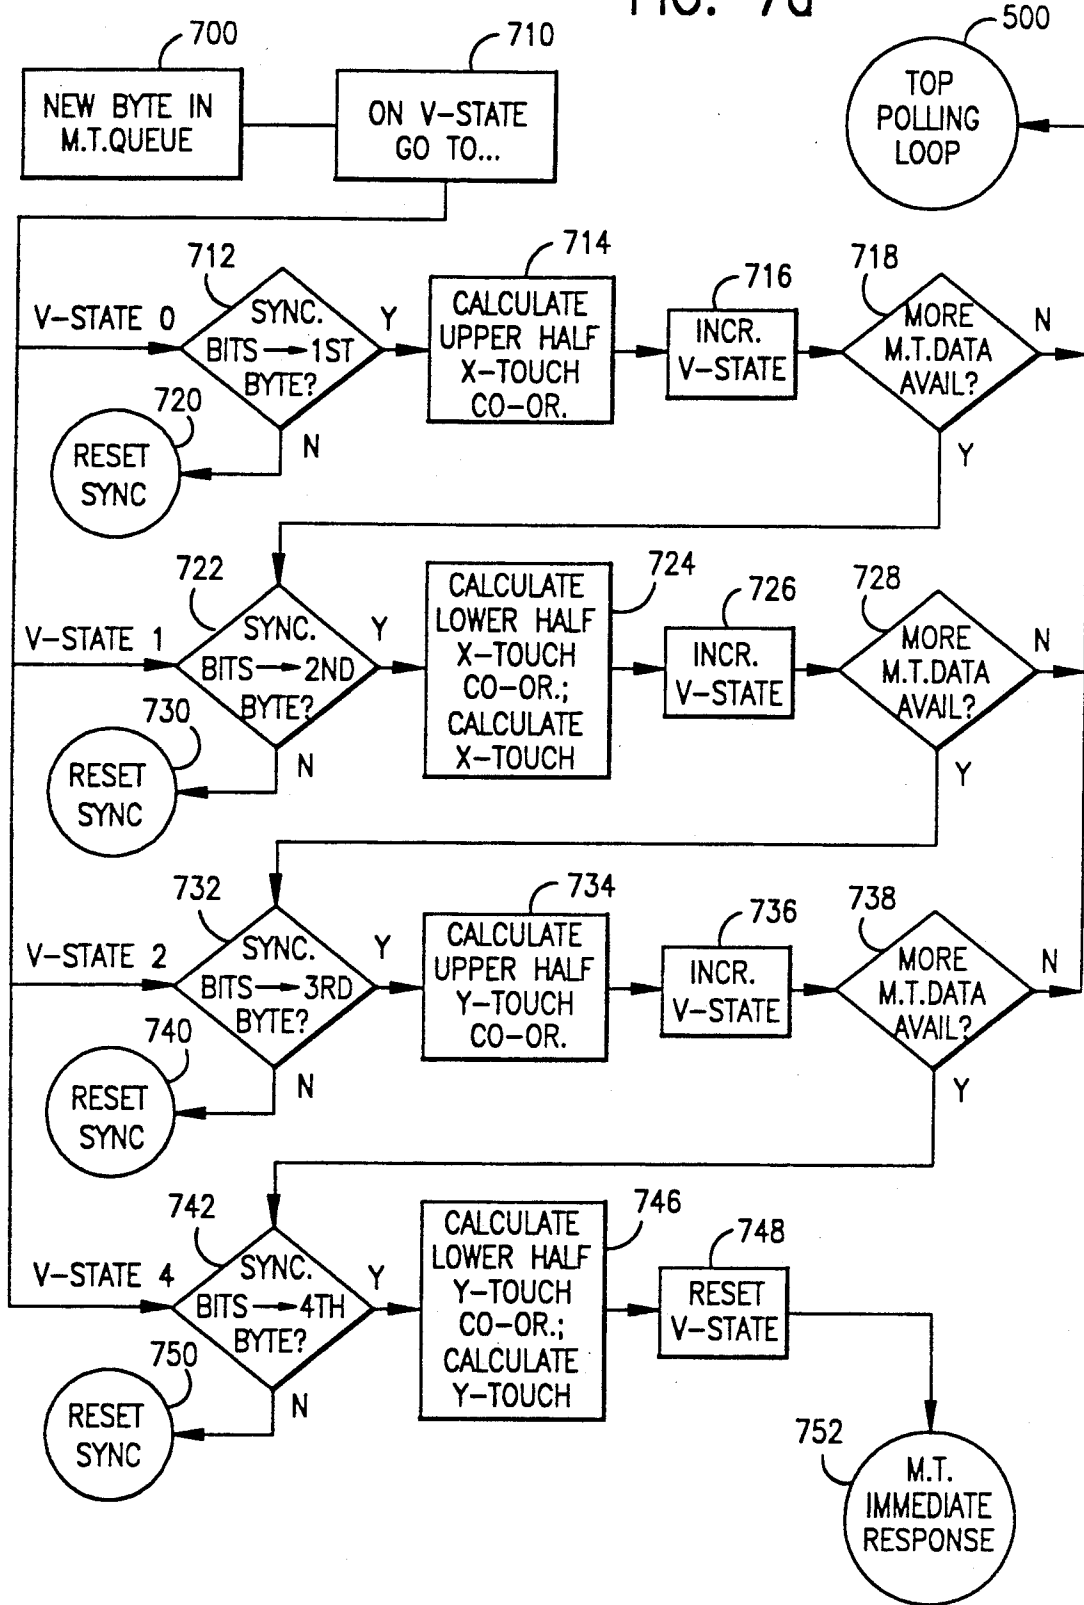 FIG. 7a
700
710
500
NEW BYTE IN
M.T.QUEUE
ON V-STATE
GO TO...
TOP
POLLING
LOOP
712
714
716
718
V-STATE 0
SYNC.
BITS → 1ST
BYTE?
Y
CALCULATE
UPPER HALF
X-TOUCH
CO-OR.
INCR.
V-STATE
MORE
M.T.DATA
AVAIL?
N
720
RESET
SYNC
N
Y
722
724
726
728
V-STATE 1
SYNC.
BITS → 2ND
BYTE?
Y
CALCULATE
LOWER HALF
X-TOUCH
CO-OR.;
CALCULATE
X-TOUCH
INCR.
V-STATE
MORE
M.T.DATA
AVAIL?
N
730
RESET
SYNC
N
Y
732
734
736
738
V-STATE 2
SYNC.
BITS → 3RD
BYTE?
Y
CALCULATE
UPPER HALF
Y-TOUCH
CO-OR.
INCR.
V-STATE
MORE
M.T.DATA
AVAIL?
N
740
RESET
SYNC
N
Y
742
746
748
V-STATE 4
SYNC.
BITS → 4TH
BYTE?
Y
CALCULATE
LOWER HALF
Y-TOUCH
CO-OR.;
CALCULATE
Y-TOUCH
RESET
V-STATE
750
RESET
SYNC
N
752
M.T.
IMMEDIATE
RESPONSE